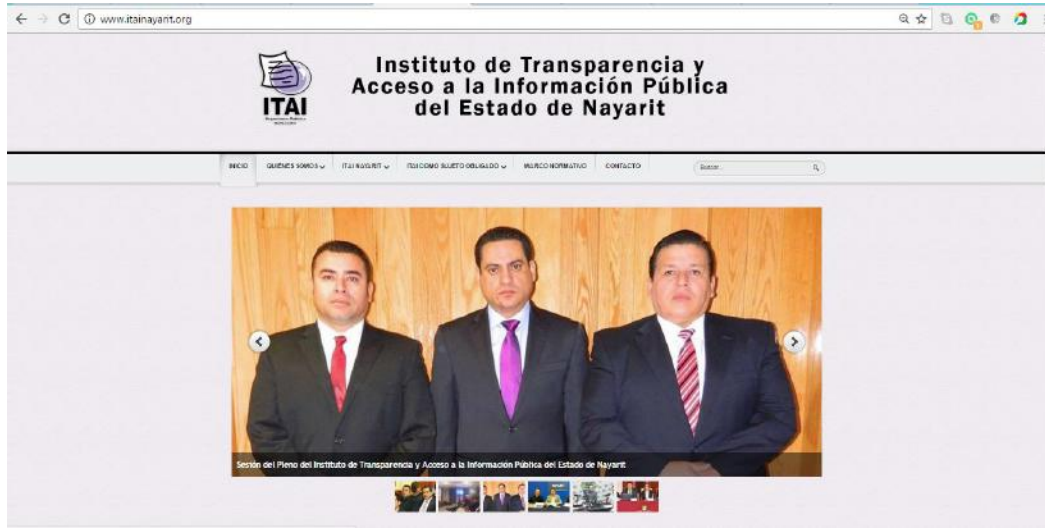 www.itainayarit.org
Instituto de Transparencia y
Acceso a la Información Pública
del Estado de Nayarit
ITAI
INICIO QUIÉNES SOMOS ITAI NAYARIT ITAI COMO SUJETO OBLIGADO MARCO NORMATIVO CONTACTO Buscar...
Sesión del Pleno del Instituto de Transparencia y Acceso a la Información Pública del Estado de Nayarit